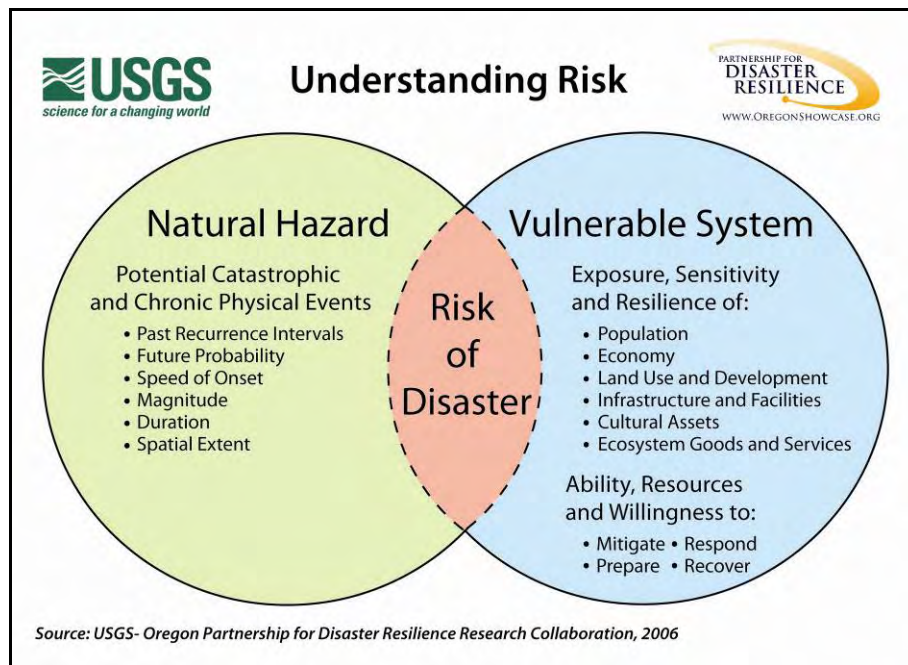 USGS
science for a changing world
Understanding Risk
PARTNERSHIP FOR
DISASTER
RESILIENCE
WWW.OREGONSHOWCASE.ORG
Natural Hazard
Potential Catastrophic
and Chronic Physical Events
• Past Recurrence Intervals
• Future Probability
• Speed of Onset
• Magnitude
• Duration
• Spatial Extent
Risk
of
Disaster
Vulnerable System
Exposure, Sensitivity
and Resilience of:
• Population
• Economy
• Land Use and Development
• Infrastructure and Facilities
• Cultural Assets
• Ecosystem Goods and Services
Ability, Resources
and Willingness to:
• Mitigate • Respond
• Prepare • Recover
Source: USGS- Oregon Partnership for Disaster Resilience Research Collaboration, 2006